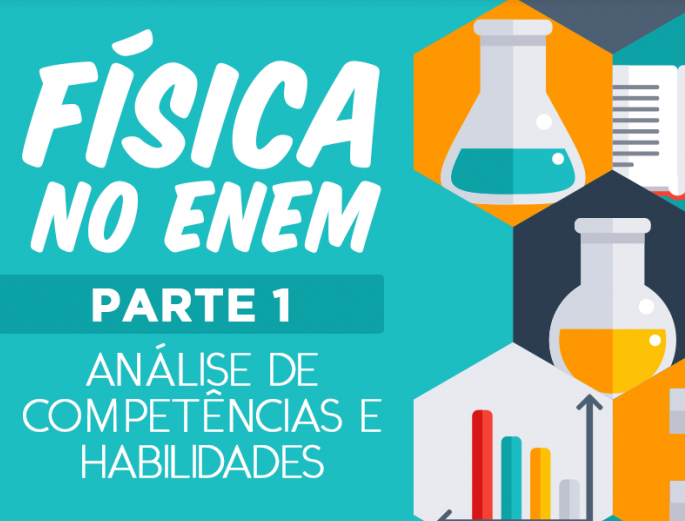 FÍSICA
NO ENEM
PARTE 1
ANÁLISE DE
COMPETÊNCIAS E
HABILIDADES